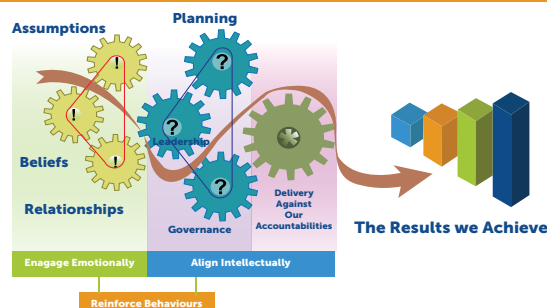 Assumptions
Planning
!
?
!
?
Leadership
Beliefs
!
?
Relationships
Governance
Delivery
Against
Our
Accountabilities
The Results we Achieve
Enagage Emotionally
Align Intellectually
Reinforce Behaviours